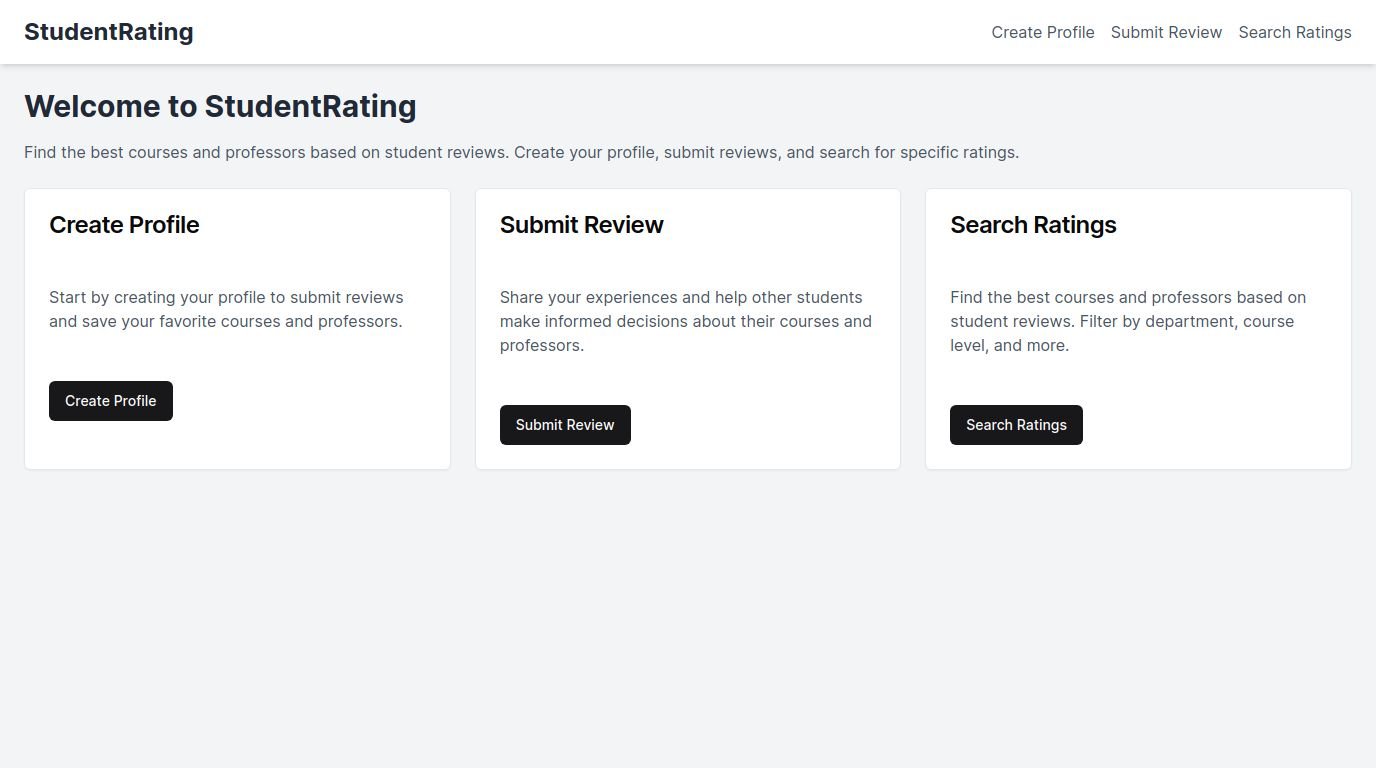 StudentRating
Create Profile Submit Review Search Ratings
Welcome to StudentRating
Find the best courses and professors based on student reviews. Create your profile, submit reviews, and search for specific ratings.
Create Profile
Start by creating your profile to submit reviews
and save your favorite courses and professors.
Create Profile
Submit Review
Share your experiences and help other students
make informed decisions about their courses and
professors.
Submit Review
Search Ratings
Find the best courses and professors based on
student reviews. Filter by department, course
level, and more.
Search Ratings